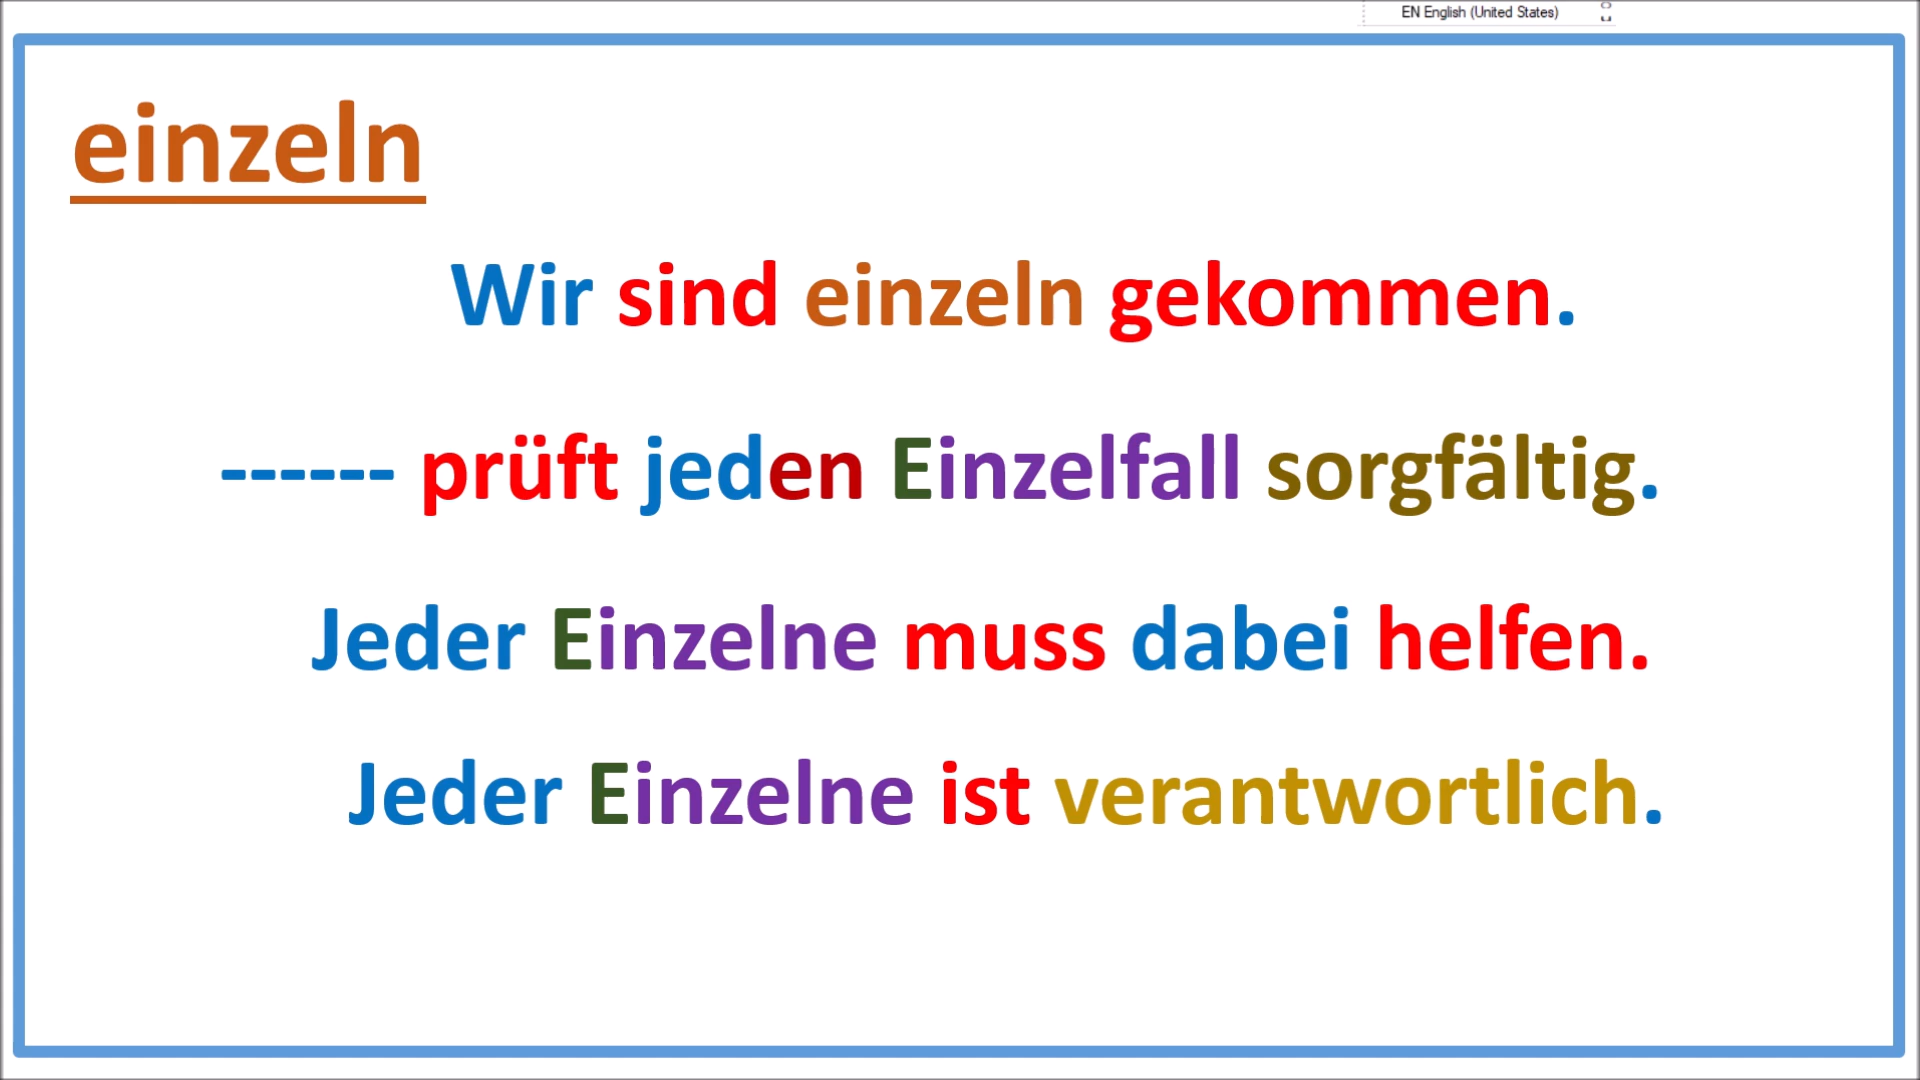 EN English (United States)
einzeln
Wir sind einzeln gekommen.
------ prüft jeden Einzelfall sorgfältig.
Jeder Einzelne muss dabei helfen.
Jeder Einzelne ist verantwortlich.